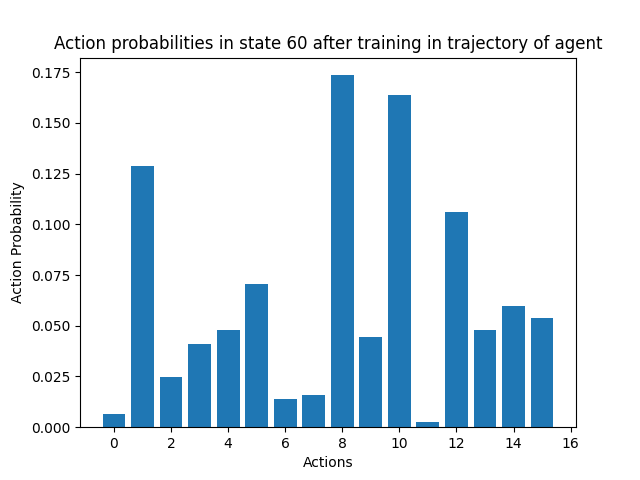 Action probabilities in state 60 after training in trajectory of agent
0.175
0.150
0.125
0.100
0.075
0.050
0.025
0.000
Action Probability
0 2 4 6 8 10 12 14 16
Actions